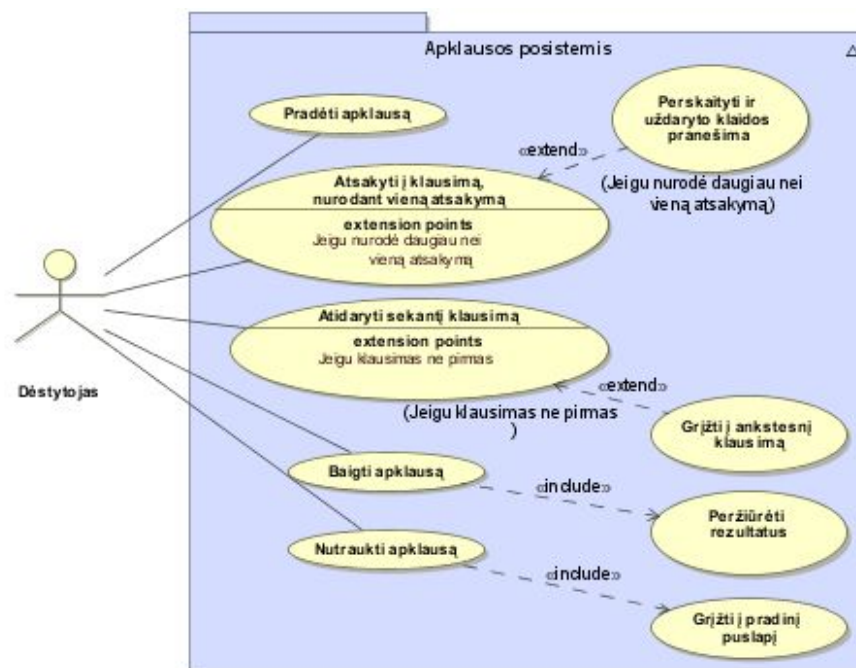 Apklausos posistemis
Pradėti apklausą
Perskaityti ir
uždaryto klaidos
pranešima
«extend»
(Jeigu nurodė daugiau nei
vieną atsakymą)
Atsakyti į klausimą,
nurodant vieną atsakymą
extension points
Jeigu nurodė daugiau nei
vieną atsakymą
Atidaryti sekantį klausimą
extension points
Jeigu klausimas ne pirmas
Dėstytojas
«extend»
(Jeigu klausimas ne pirmas
)
Grįžti į ankstesnį
klausimą
Baigti apklausą
«include»
Peržiūrėti
rezultatus
Nutraukti apklausą
«include»
Grįžti į pradinį
puslapį